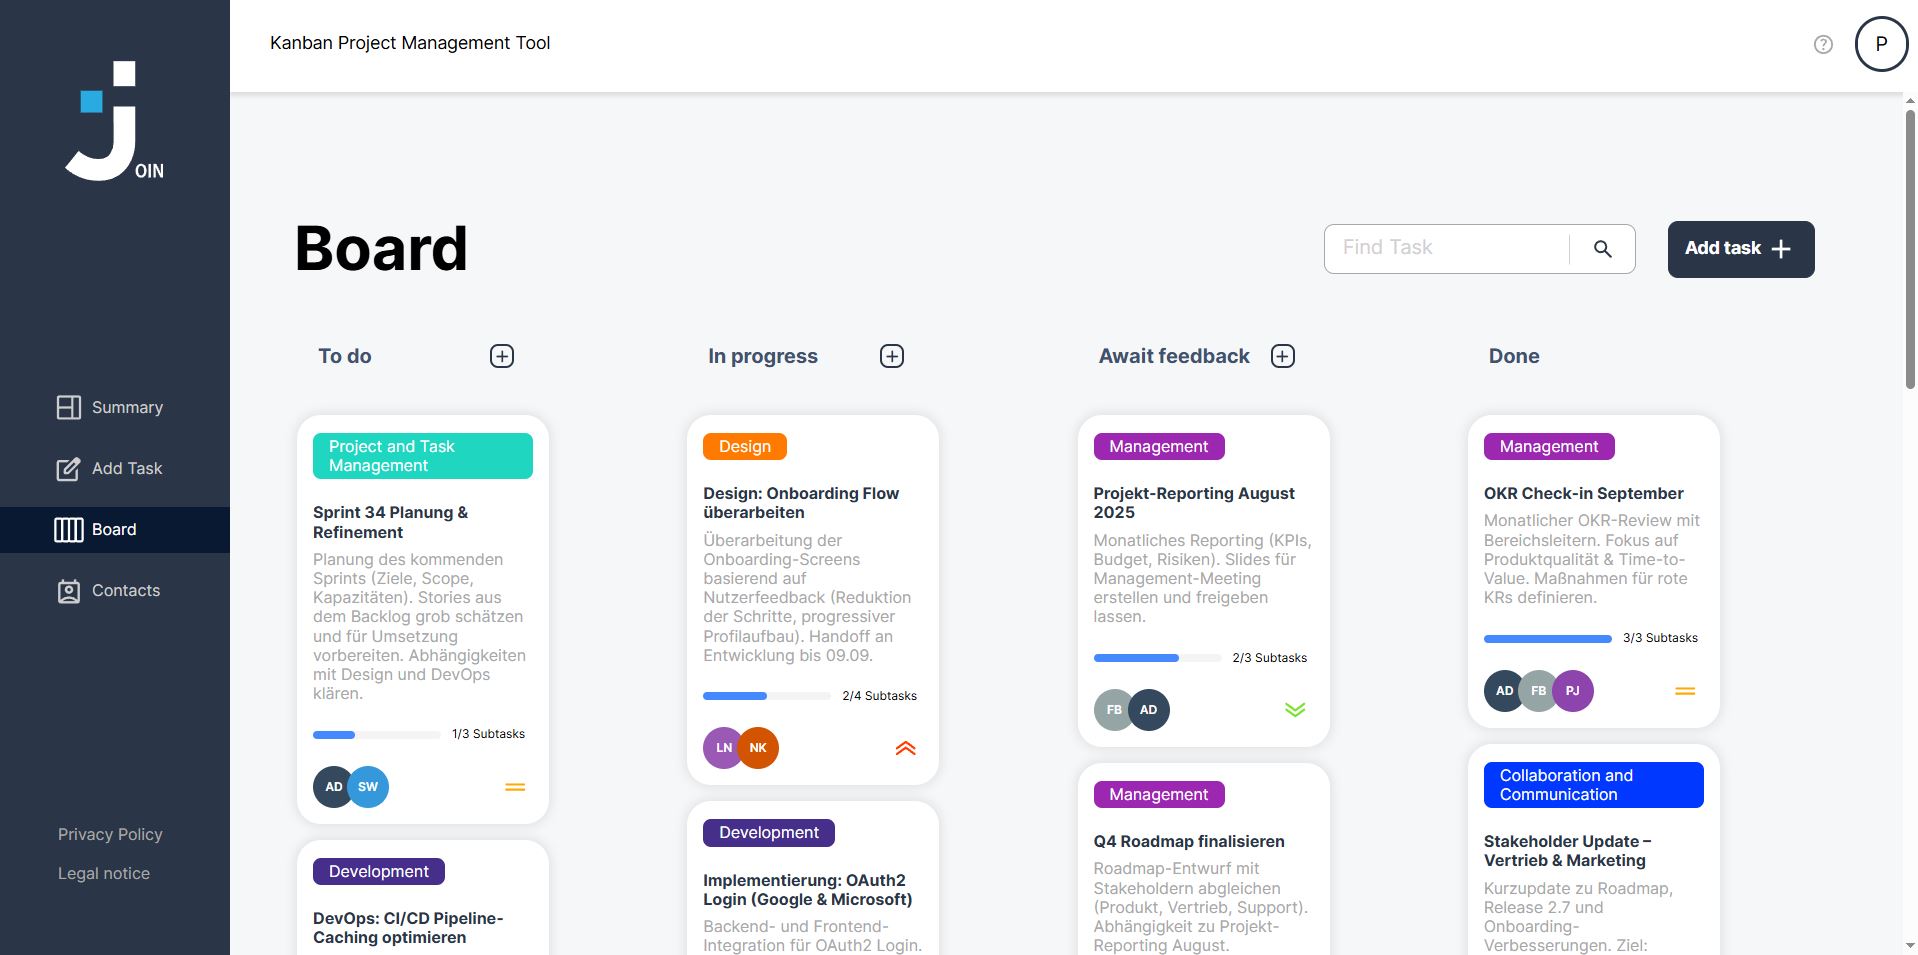 OIN
Summary
Add Task
Board
Contacts
Privacy Policy
Legal notice
Kanban Project Management Tool
P
Board
Find Task
Add task
To do
Project and Task
Management
Sprint 34 Planung &
Refinement
Planung des kommenden
Sprints (Ziele, Scope,
Kapazitäten). Stories aus
dem Backlog grob schätzen
und für Umsetzung
vorbereiten. Abhängigkeiten
mit Design und DevOps
klären.
1/3 Subtasks
AD SW
Development
DevOps: CI/CD Pipeline-
Caching optimieren
In progress
Design
Design: Onboarding Flow
überarbeiten
Überarbeitung der
Onboarding-Screens
basierend auf
Nutzerfeedback (Reduktion
der Schritte, progressiver
Profilaufbau). Handoff an
Entwicklung bis 09.09.
2/4 Subtasks
LN NK
Development
Implementierung: OAuth2
Login (Google & Microsoft)
Backend- und Frontend-
Integration für OAuth2 Login.
Await feedback
Management
Projekt-Reporting August
2025
Monatliches Reporting (KPIs,
Budget, Risiken). Slides für
Management-Meeting
erstellen und freigeben
lassen.
2/3 Subtasks
FB AD
Management
Q4 Roadmap finalisieren
Roadmap-Entwurf mit
Stakeholdern abgleichen
(Produkt, Vertrieb, Support).
Abhängigkeit zu Projekt-
Reporting August.
Done
Management
OKR Check-in September
Monatlicher OKR-Review mit
Bereichsleitern. Fokus auf
Produktqualität & Time-to-
Value. Maßnahmen für rote
KRs definieren.
3/3 Subtasks
AD FB PJ
Collaboration and
Communication
Stakeholder Update –
Vertrieb & Marketing
Kurzupdate zu Roadmap,
Release 2.7 und
Onboarding-
Verbesserungen. Ziel: